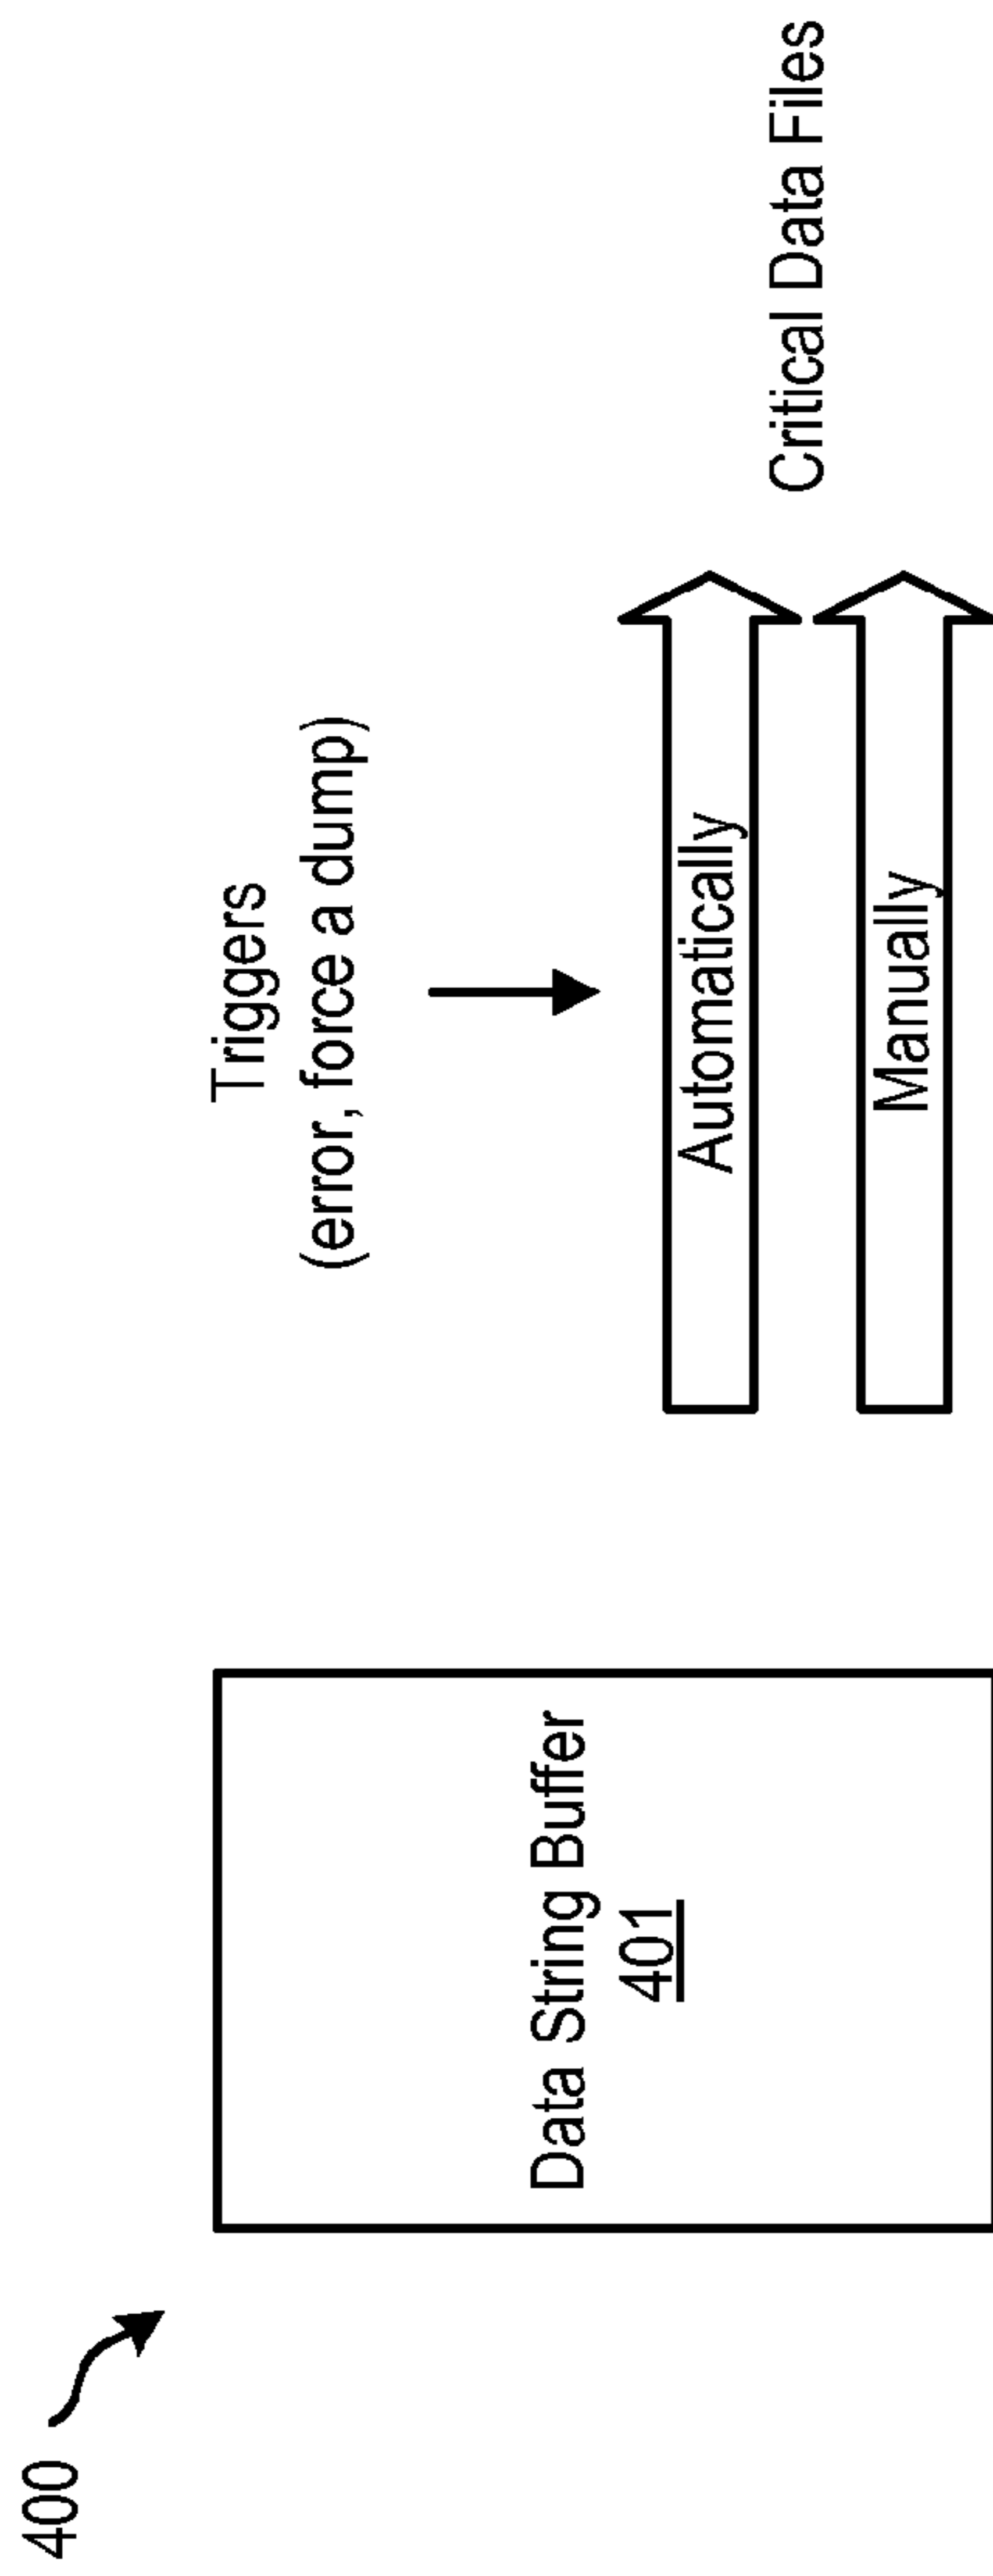 400
Triggers
(error, force a dump)
Data String Buffer
401
Automatically
Manually
Critical Data Files